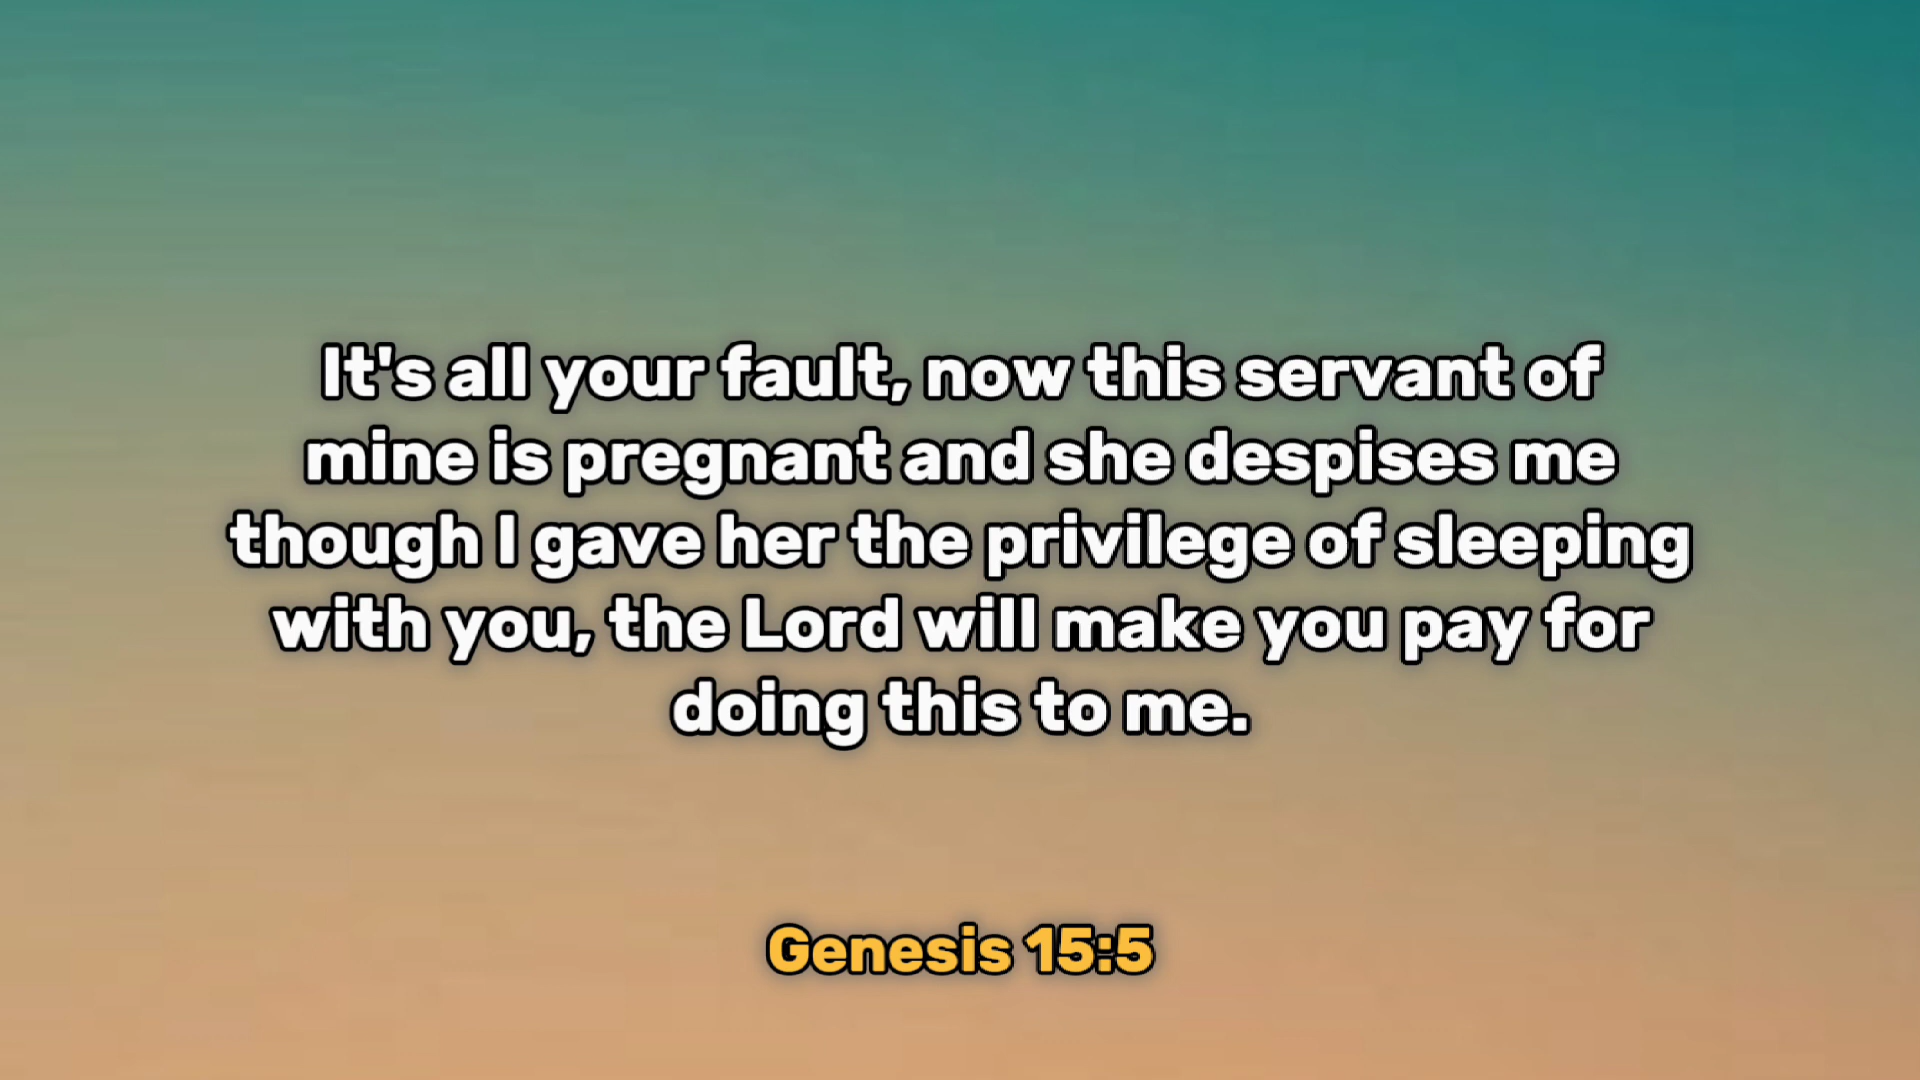 It's all your fault, now this servant of
mine is pregnant and she despises me
though I gave her the privilege of sleeping
with you, the Lord will make you pay for
doing this to me.
Genesis 15:5